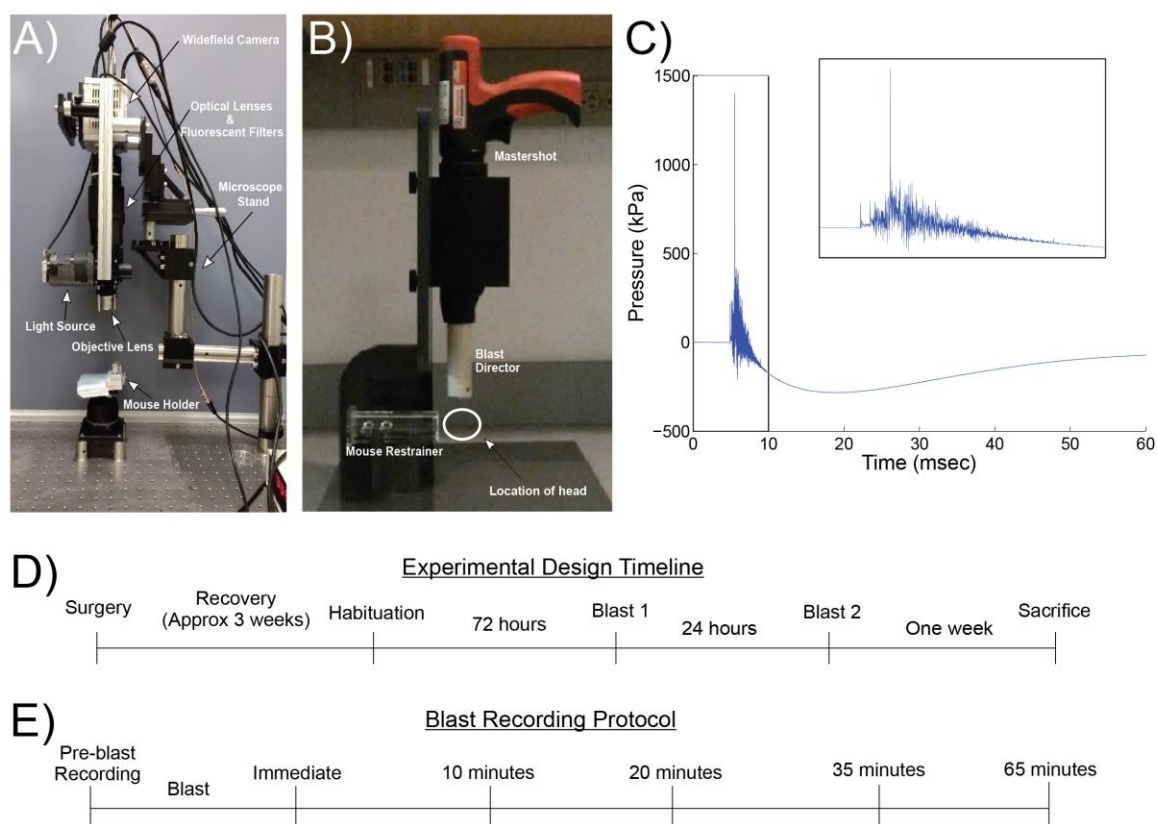 A)
Widefield Camera
Optical Lenses
&
Fluorescent Filters
Microscope
Stand
Light Source
Objective Lens
Mouse Holder
B)
Mastershot
Blast
Director
Mouse Restrainer
Location of head
C)
Pressure (kPa)
1500
1000
500
0
−500
0
10
20
30
40
50
60
Time (msec)
D)
Experimental Design Timeline
Surgery
Recovery
(Approx 3 weeks)
Habituation
72 hours
Blast 1
24 hours
Blast 2
One week
Sacrifice
E)
Blast Recording Protocol
Pre-blast
Recording
Blast
Immediate
10 minutes
20 minutes
35 minutes
65 minutes